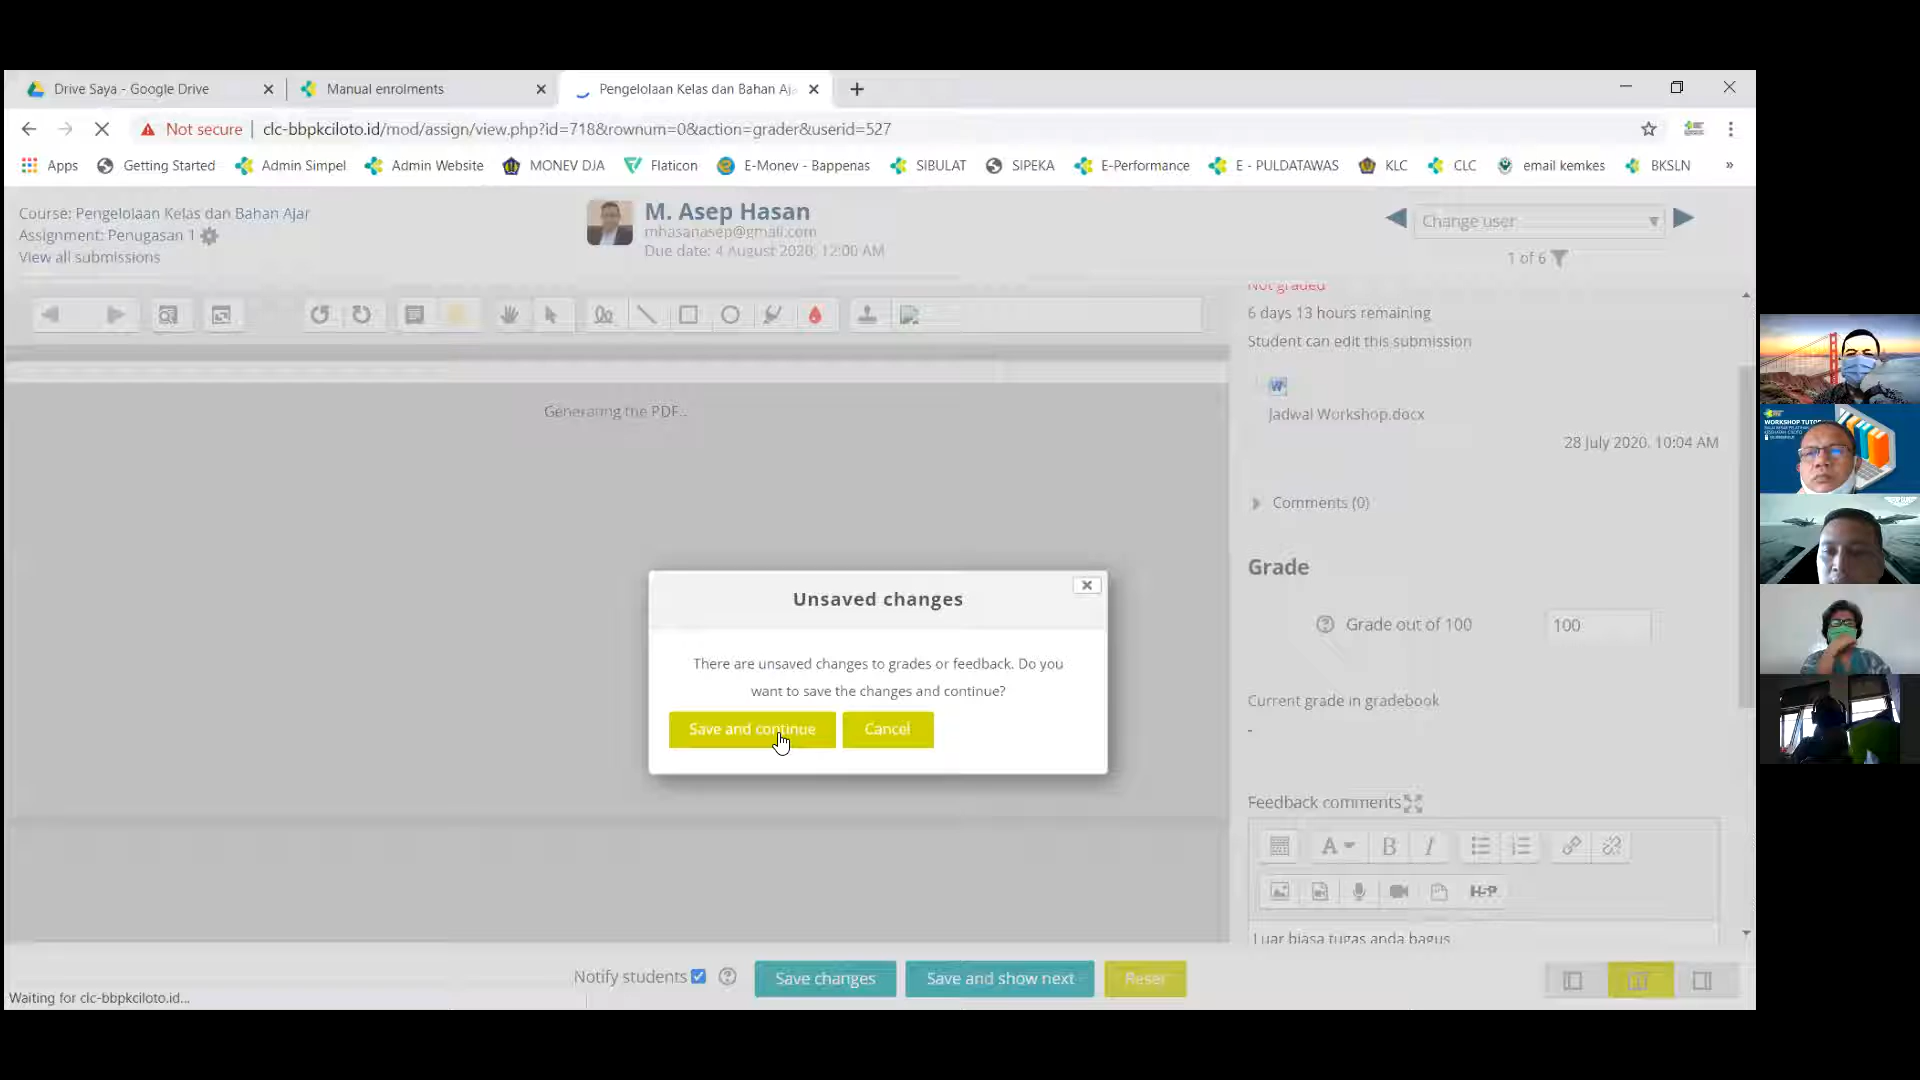 Drive Saya - Google Drive
Manual enrolments
Pengelolaan Kelas dan Bahan Aj
Not secure
clc-bbpkciloto.id/mod/assign/view.php?id=718&rownum=0&action=grader&userid=527
Apps
Getting Started
Admin Simpel
Admin Website
MONEV DJA
Flaticon
E-Monev - Bappenas
SIBULAT
SIPEKA
E-Performance
E - PULDATAWAS
KLC
CLC
email kemkes
BKSLN
»
Course: Pengelolaan Kelas dan Bahan Ajar
Assignment: Penugasan 1
View all submissions
M. Asep Hasan
mhasanasep@gmail.com
Due date: 4 August 2020, 12:00 AM
Change user
1 of 6
Not graded
6 days 13 hours remaining
Student can edit this submission
Jadwal Workshop.docx
28 July 2020, 10:04 AM
Comments (0)
Grade
Grade out of 100
100
Current grade in gradebook
-
Feedback comments
A
B
I
H5P
Luar biasa tugas anda bagus
Generating the PDF...
Unsaved changes
There are unsaved changes to grades or feedback. Do you
want to save the changes and continue?
Save and continue
Cancel
Notify students
Save changes
Save and show next
Reset
Waiting for clc-bbpkciloto.id...
WORKSHOP TUTOR